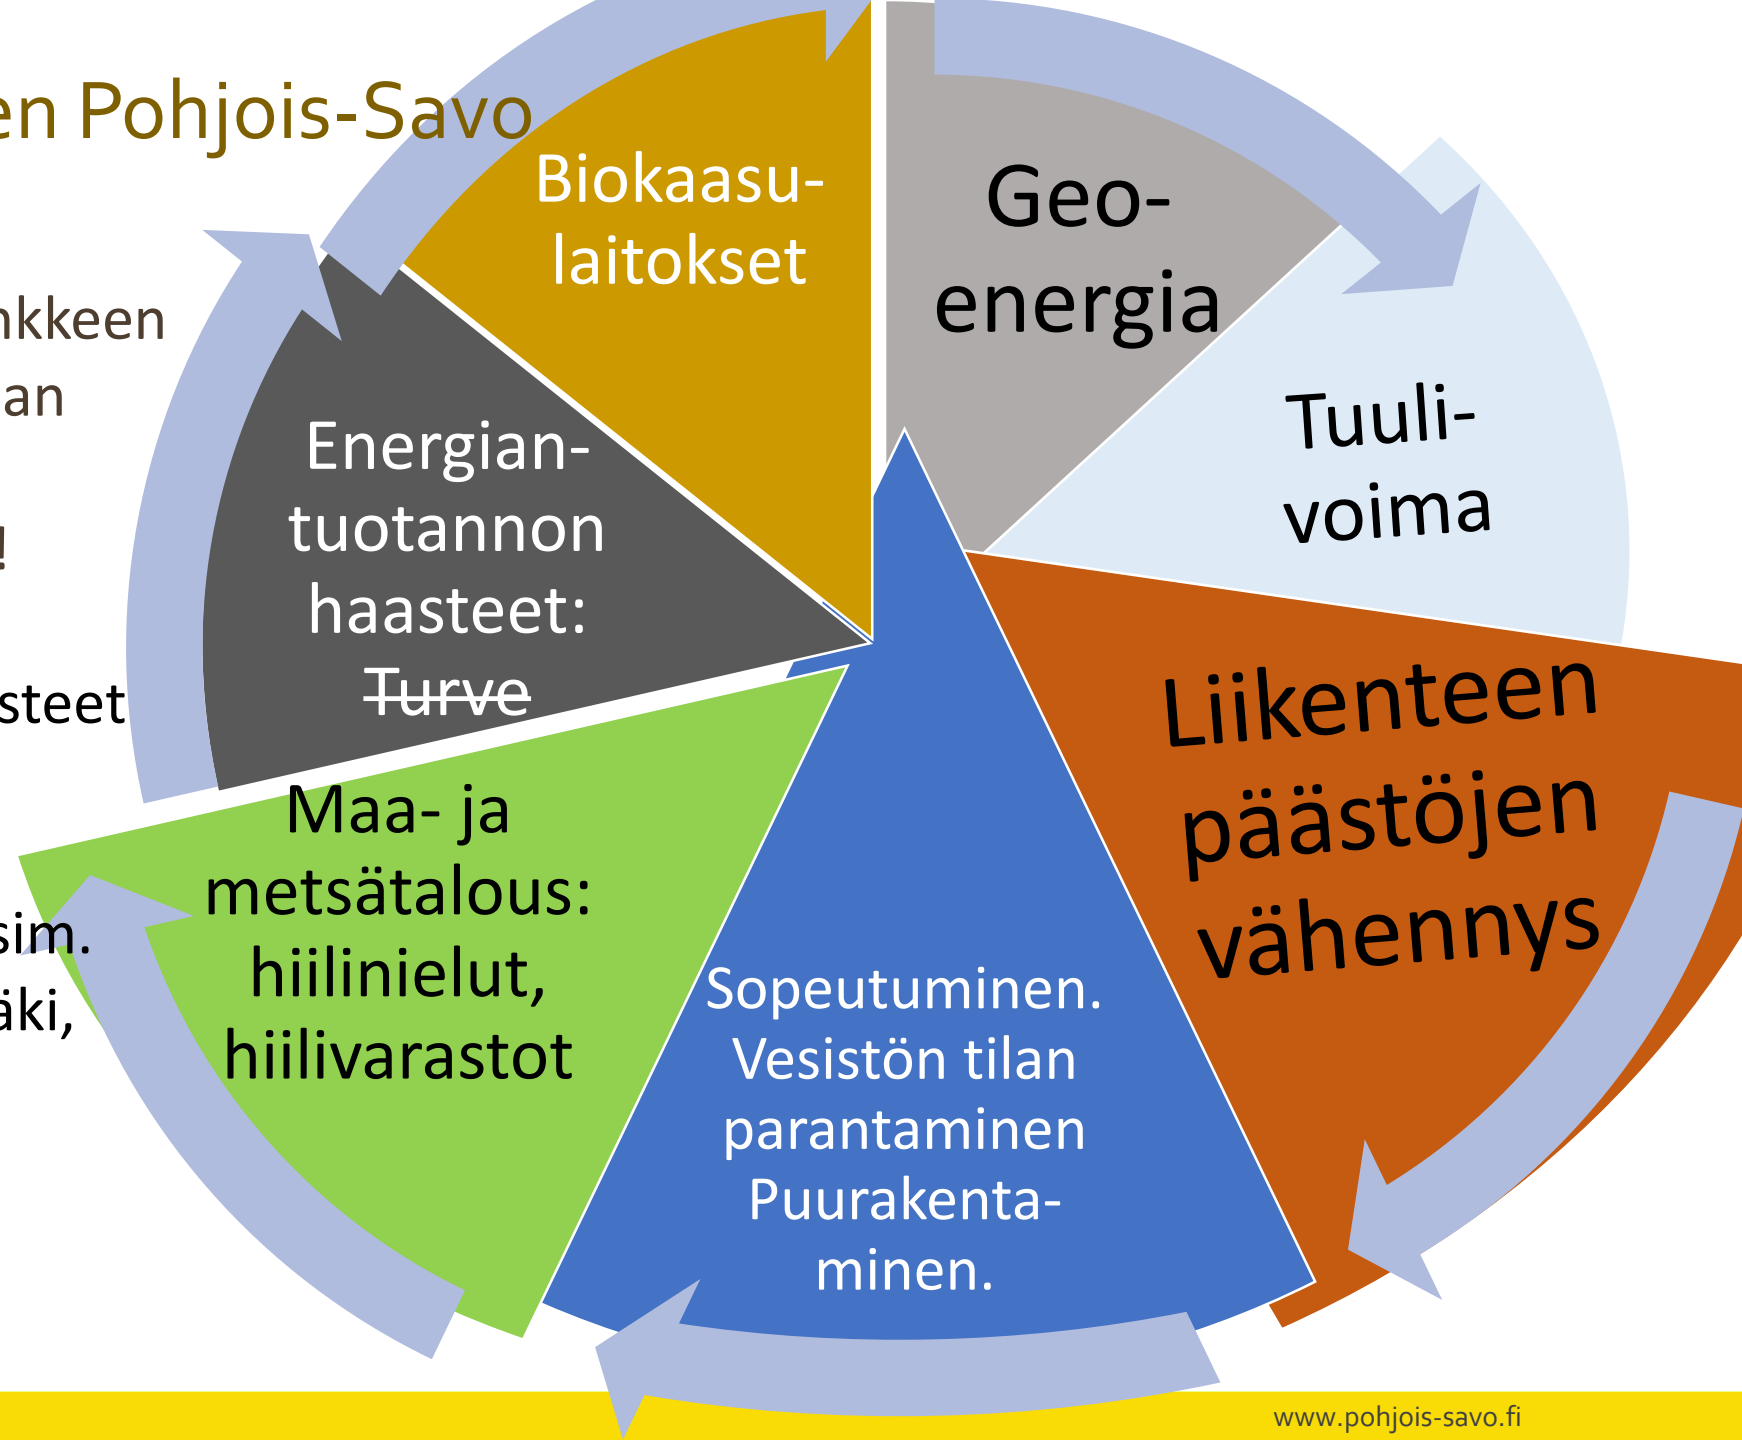 en Pohjois-Savo
nkkeen
an
!
steet
sim.
äki,
Biokaasu-
laitokset
Geo-
energia
Tuuli-
voima
Liikenteen
päästöjen
vähennys
Sopeutuminen.
Vesistön tilan
parantaminen
Puurakenta-
minen.
Maa- ja
metsätalous:
hiilinielut,
hiilivarastot
Energian-
tuotannon
haasteet:
Turve
www.pohjois-savo.fi